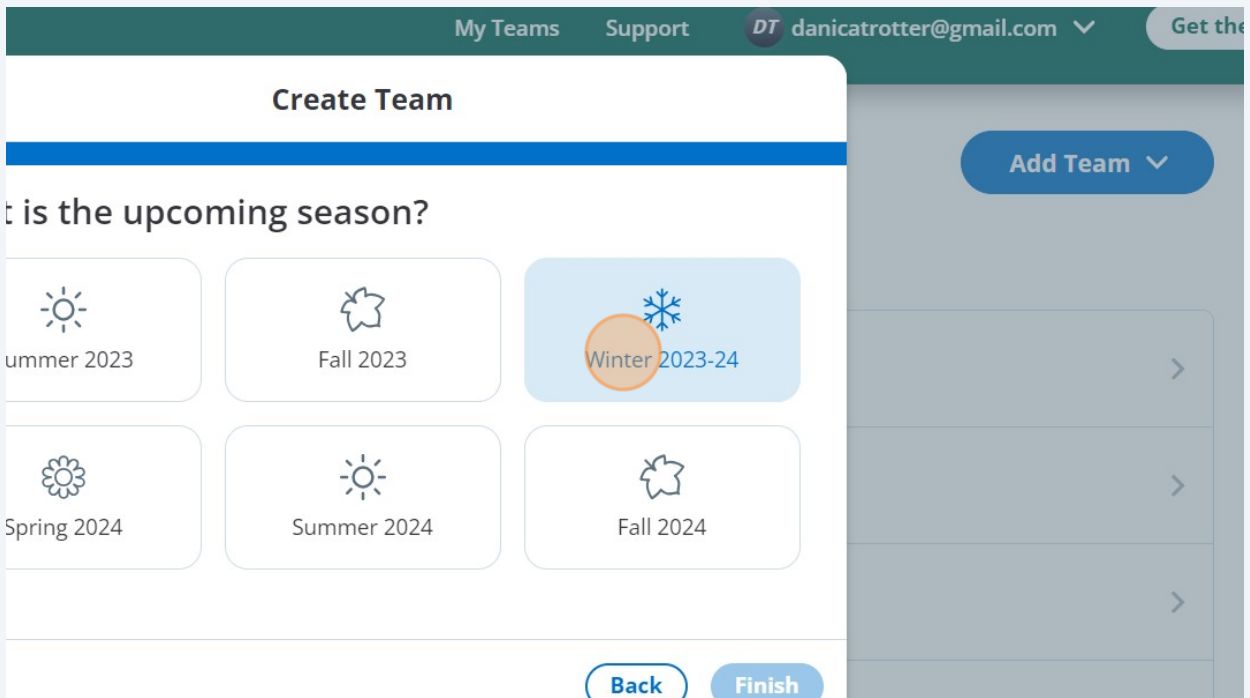 My Teams Support DT danicatrotter@gmail.com Get the
Create Team
Add Team
t is the upcoming season?
ummer 2023
Fall 2023
Winter 2023-24
Spring 2024
Summer 2024
Fall 2024
Back
Finish